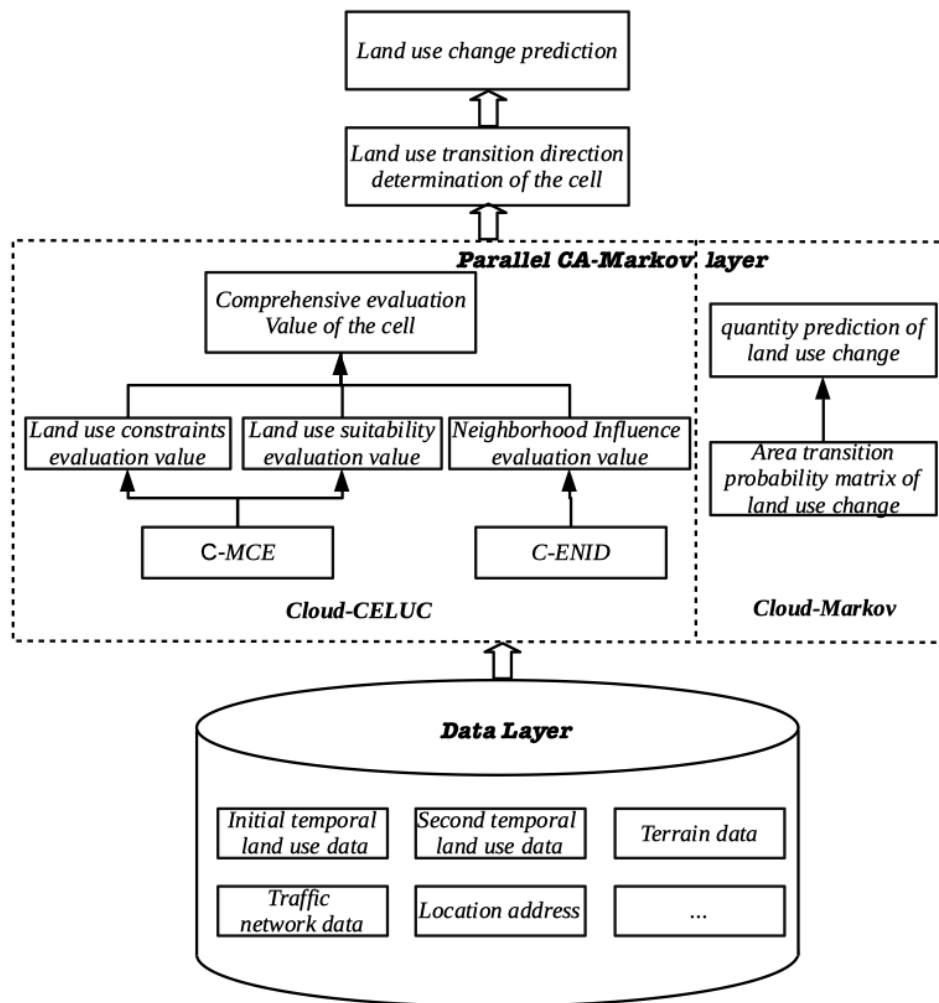 Land use change prediction
Land use transition direction
determination of the cell
Parallel CA-Markov layer
Comprehensive evaluation
Value of the cell
quantity prediction of
land use change
Land use constraints
evaluation value
Land use suitability
evaluation value
Neighborhood Influence
evaluation value
Area transition
probability matrix of
land use change
C-MCE
C-ENID
Cloud-CELUC
Cloud-Markov
Data Layer
Initial temporal
land use data
Second temporal
land use data
Terrain data
Traffic
network data
Location address
...